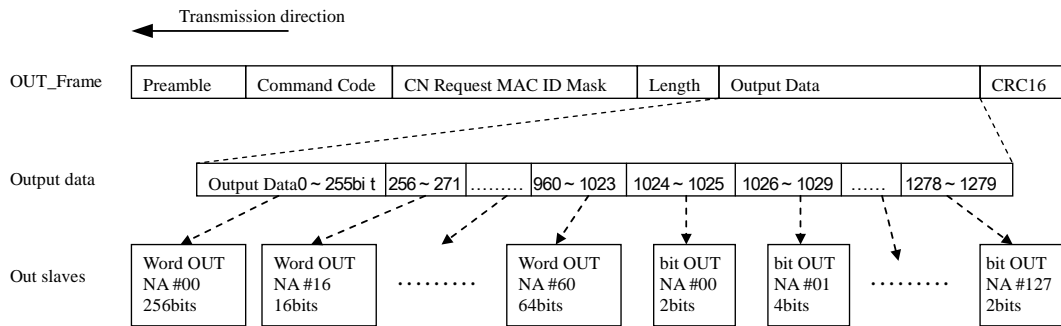 Transmission direction
OUT_Frame
Preamble
Command Code
CN Request MAC ID Mask
Length
Output Data
CRC16
Output data
Output Data0 ~ 255bi t
256 ~ 271
.........
960 ~ 1023
1024 ~ 1025
1026 ~ 1029
......
1278 ~ 1279
Out slaves
Word OUT
NA #00
256bits
Word OUT
NA #16
16bits
.........
Word OUT
NA #60
64bits
bit OUT
NA #00
2bits
bit OUT
NA #01
4bits
.........
bit OUT
NA #127
2bits